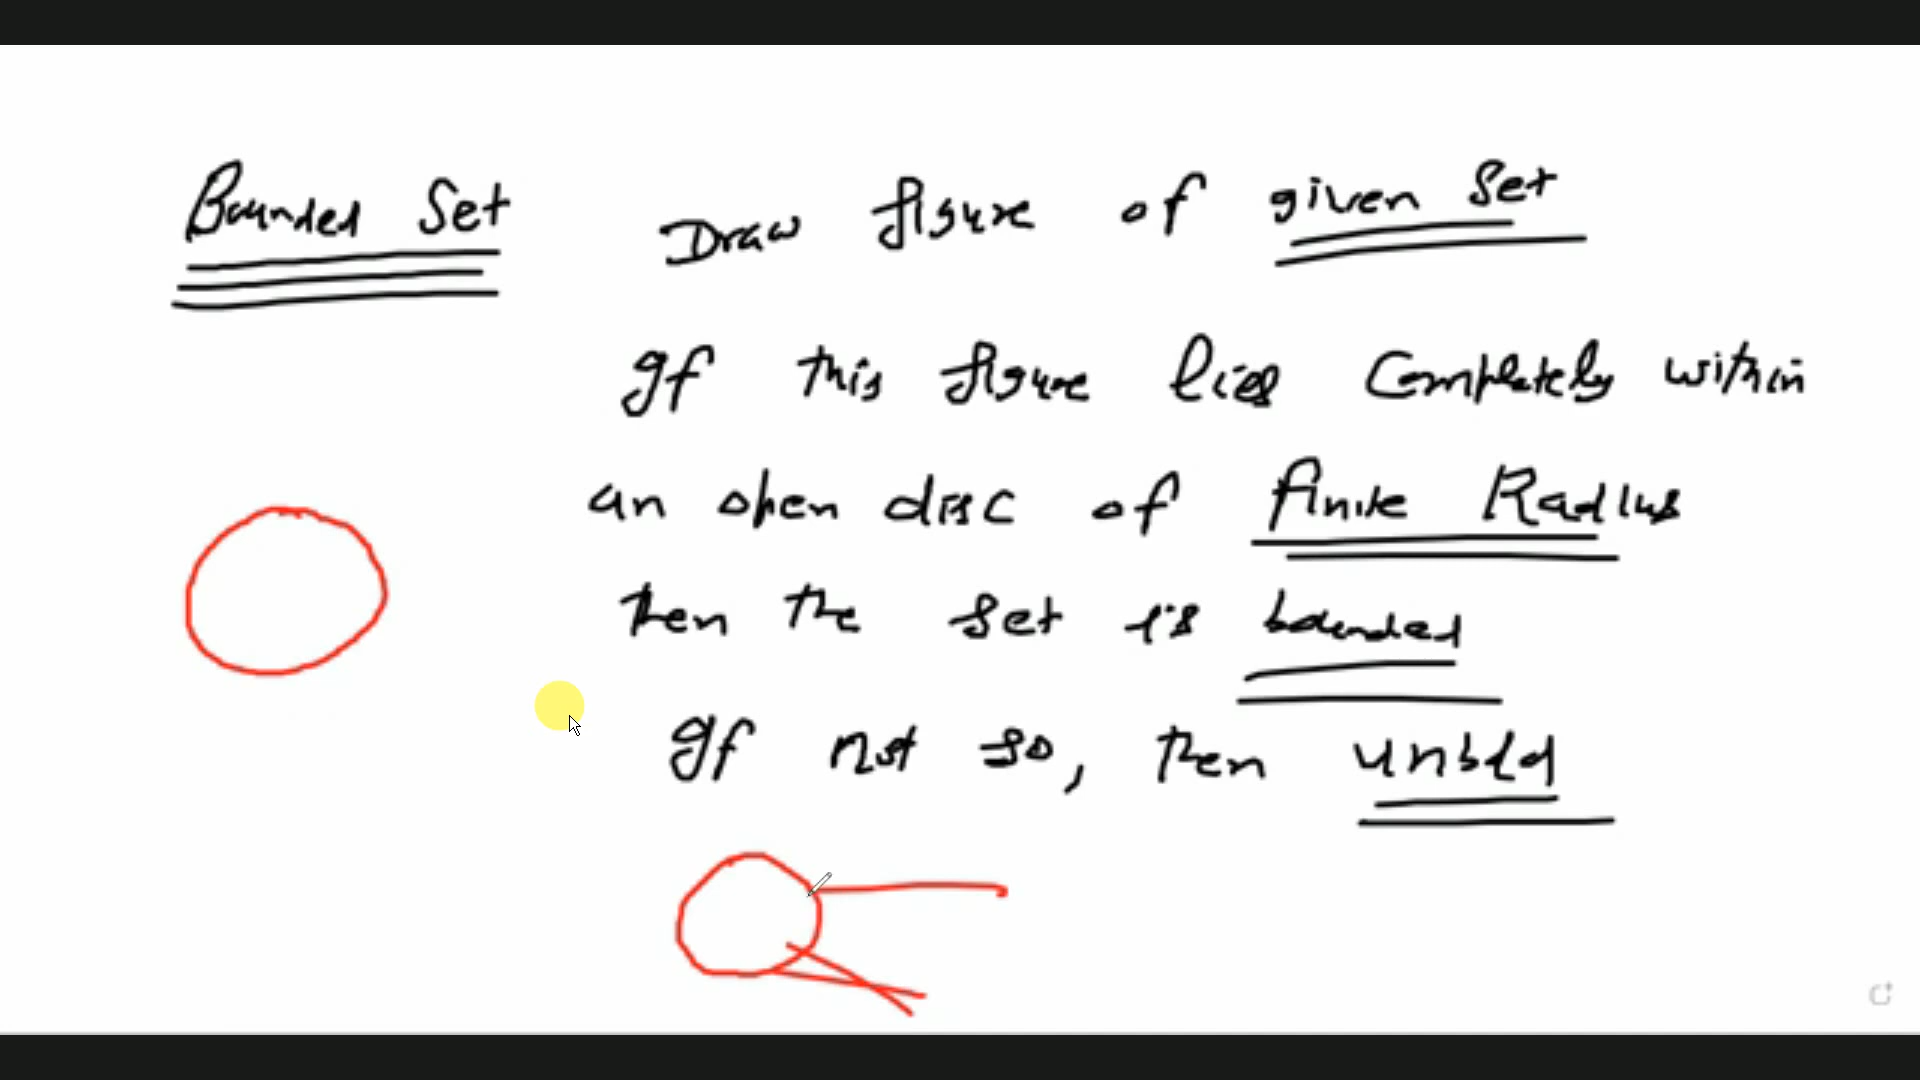 Bounded Set
Draw figure of given Set
If this figure lies Completely within
an open disc of finite Radius
then the set is bounded
If not so, then unbdd